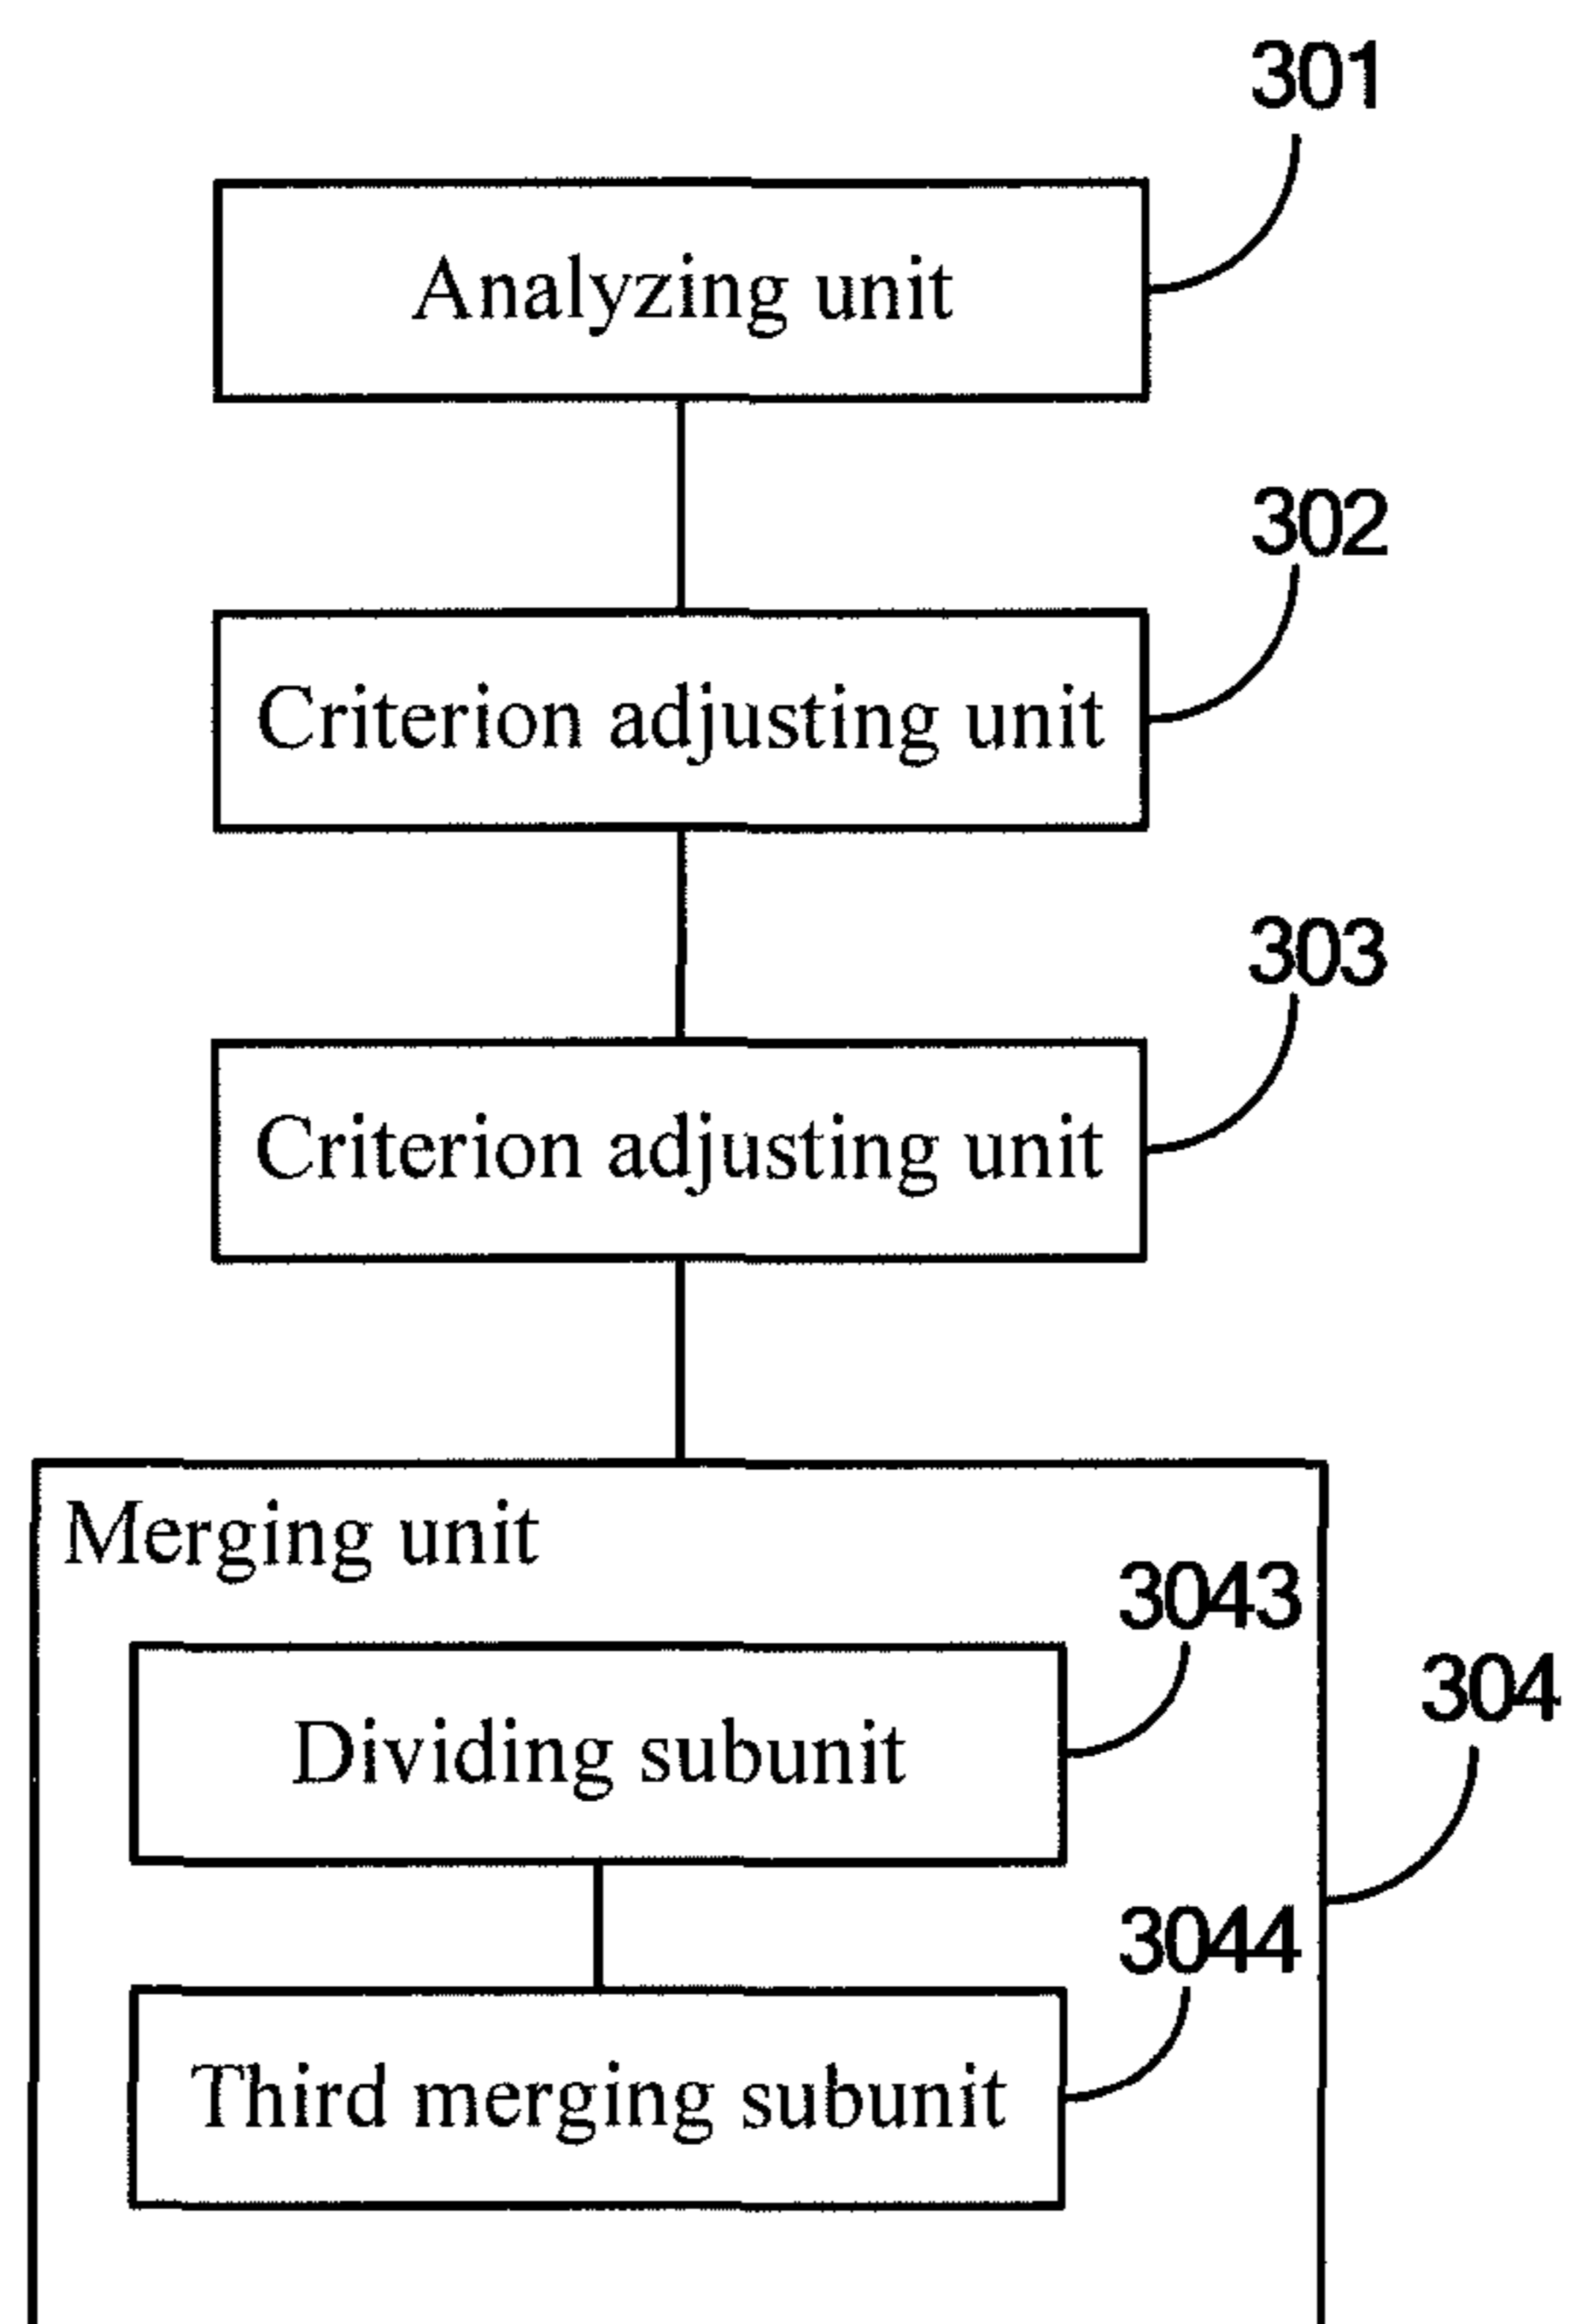 301
Analyzing unit
302
Criterion adjusting unit
303
Criterion adjusting unit
Merging unit
3043
304
Dividing subunit
3044
Third merging subunit